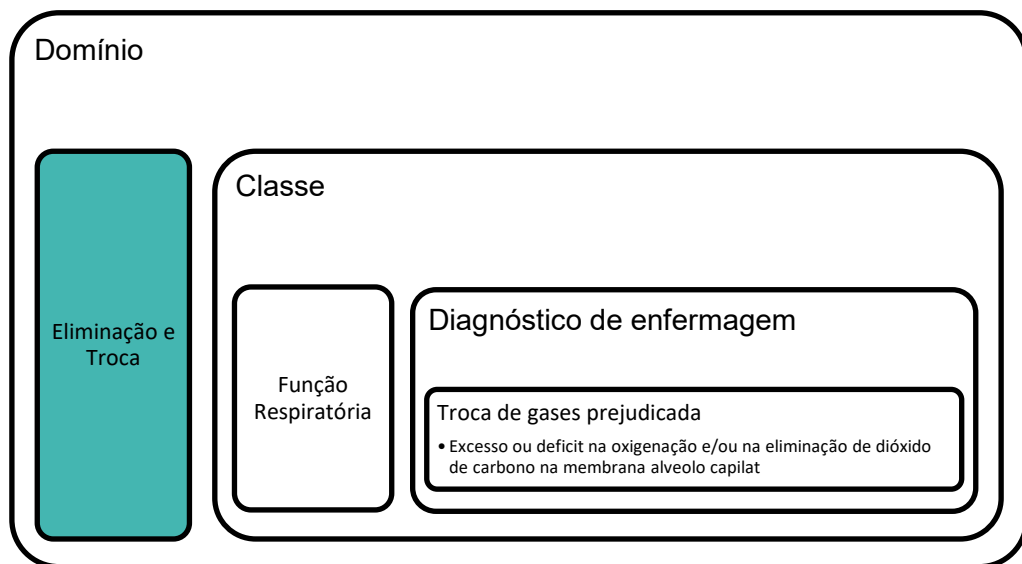 Domínio
Eliminação e
Troca
Classe
Função
Respiratória
Diagnóstico de enfermagem
Troca de gases prejudicada
• Excesso ou deficit na oxigenação e/ou na eliminação de dióxido
de carbono na membrana alveolo capilat